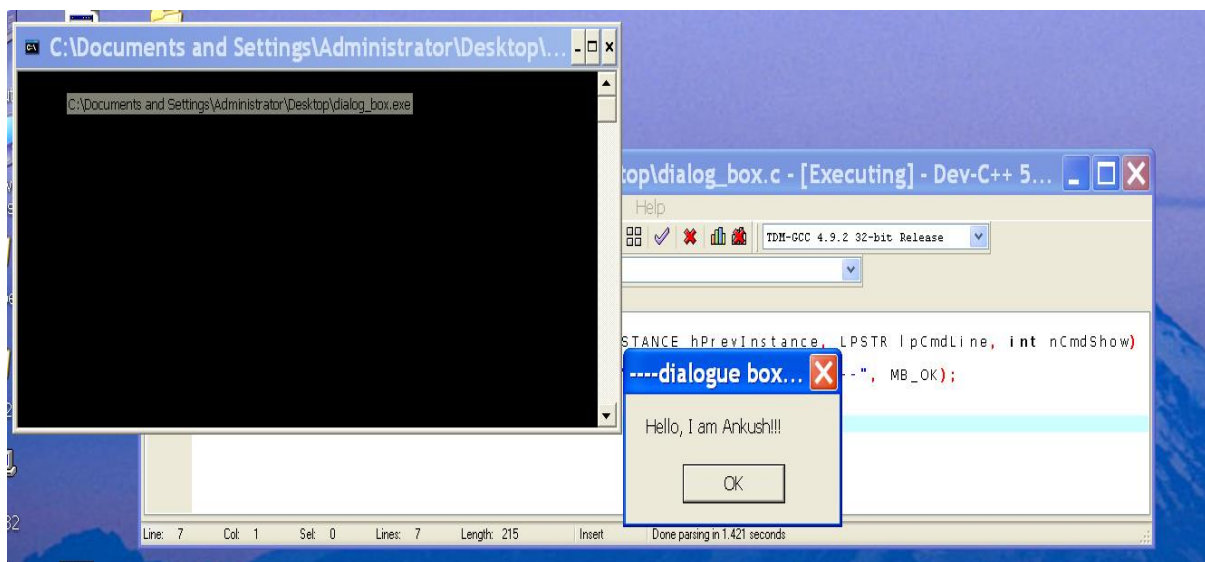 C:\Documents and Settings\Administrator\Desktop\...
C:\Documents and Settings\Administrator\Desktop\dialog_box.exe
top\dialog_box.c - [Executing] - Dev-C++ 5...
Help
TDM-GCC 4.9.2 32-bit Release
STANCE hPrevInstance, LPSTR lpCmdLine, int nCmdShow)
--", MB_OK);
----dialogue box...
Hello, I am Ankush!!!
OK
Line: 7 Col: 1 Sel: 0 Lines: 7 Length: 215 Insert Done parsing in 1.421 seconds